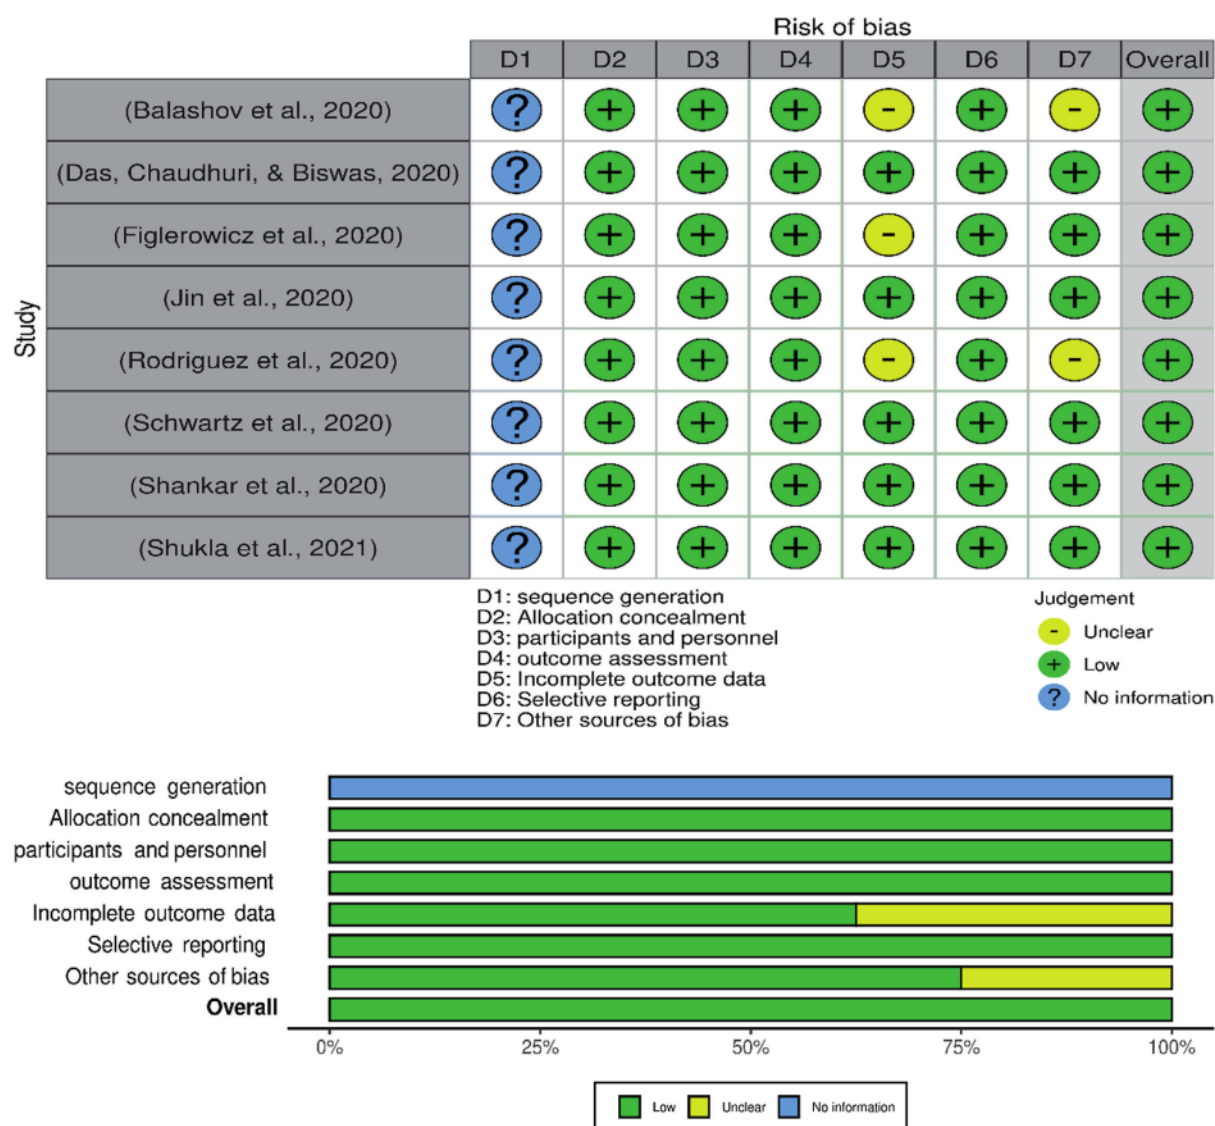 Risk of bias
D1 D2 D3 D4 D5 D6 D7 Overall
Study
(Balashov et al., 2020) ? + + + - + - +
(Das, Chaudhuri, & Biswas, 2020) ? + + + + + + +
(Figlerowicz et al., 2020) ? + + + - + + +
(Jin et al., 2020) ? + + + + + + +
(Rodriguez et al., 2020) ? + + + - + - +
(Schwartz et al., 2020) ? + + + + + + +
(Shankar et al., 2020) ? + + + + + + +
(Shukla et al., 2021) ? + + + + + + +
D1: sequence generation
D2: Allocation concealment
D3: participants and personnel
D4: outcome assessment
D5: Incomplete outcome data
D6: Selective reporting
D7: Other sources of bias
Judgement
- Unclear
+ Low
? No information
sequence generation
Allocation concealment
participants and personnel
outcome assessment
Incomplete outcome data
Selective reporting
Other sources of bias
Overall
0% 25% 50% 75% 100%
Low Unclear No information